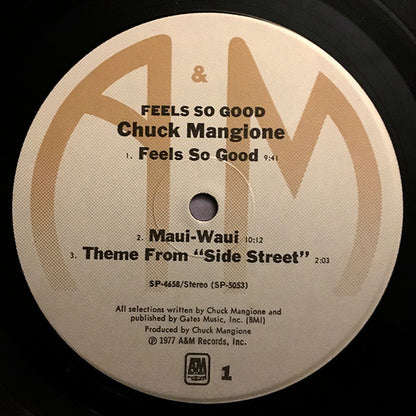 A&M
FEELS SO GOOD
Chuck Mangione
1. Feels So Good 9:41
2. Maui-Waui 10:12
3. Theme From “Side Street” 2:03
SP-4658/Stereo (SP-5053)
All selections written by Chuck Mangione and
published by Gates Music, Inc. (BMI)
Produced by Chuck Mangione
℗ 1977 A&M Records, Inc.
A&M
1